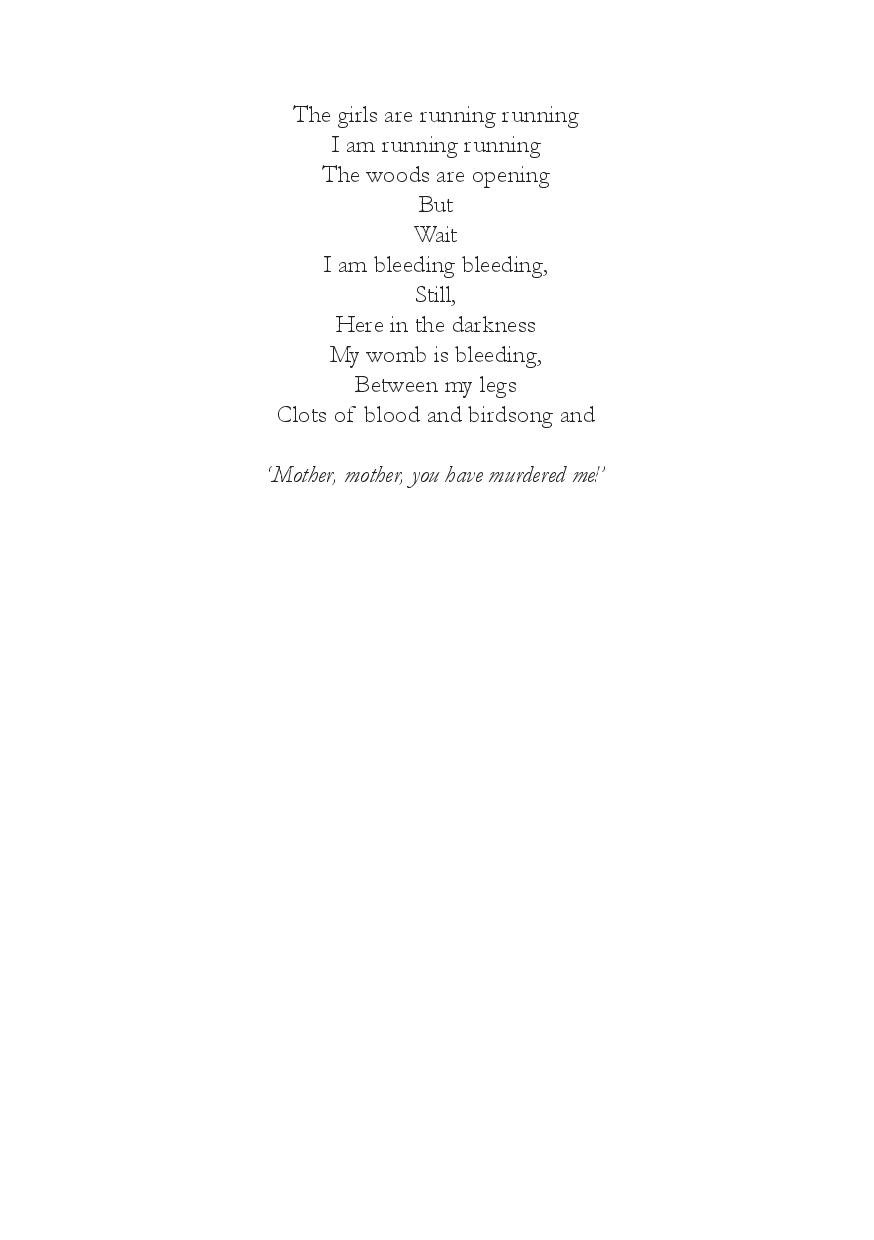 The girls are running running
I am running running
The woods are opening
But
Wait
I am bleeding bleeding,
Still,
Here in the darkness
My womb is bleeding,
Between my legs
Clots of blood and birdsong and
‘Mother, mother, you have murdered me!’